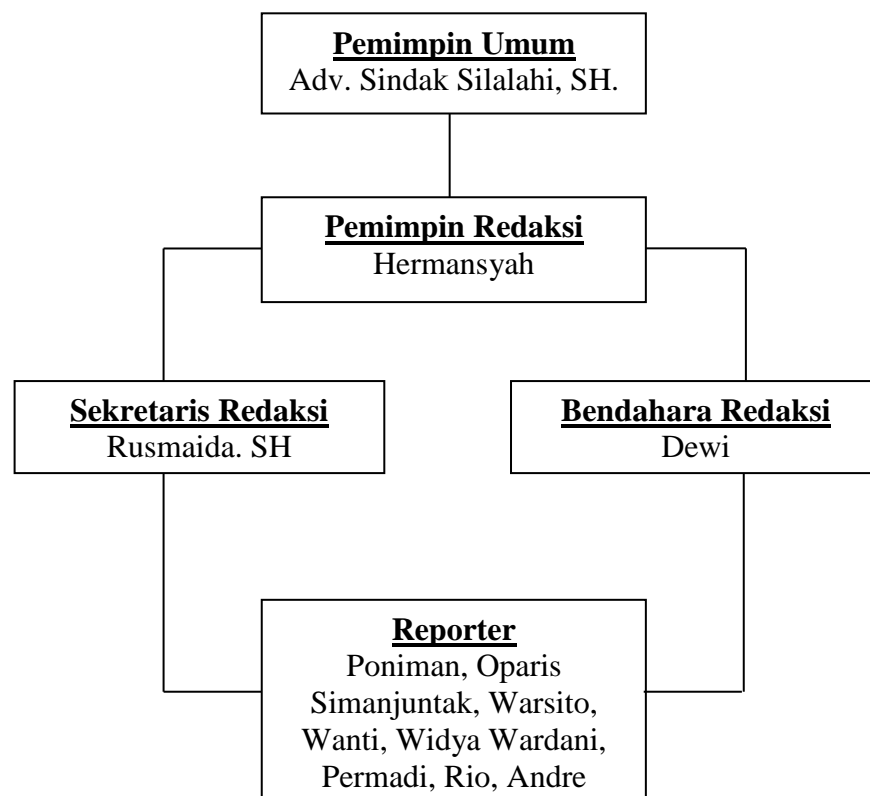 Pemimpin Umum
Adv. Sindak Silalahi, SH.
Pemimpin Redaksi
Hermansyah
Sekretaris Redaksi
Rusmaida. SH
Bendahara Redaksi
Dewi
Reporter
Poniman, Oparis
Simanjuntak, Warsito,
Wanti, Widya Wardani,
Permadi, Rio, Andre